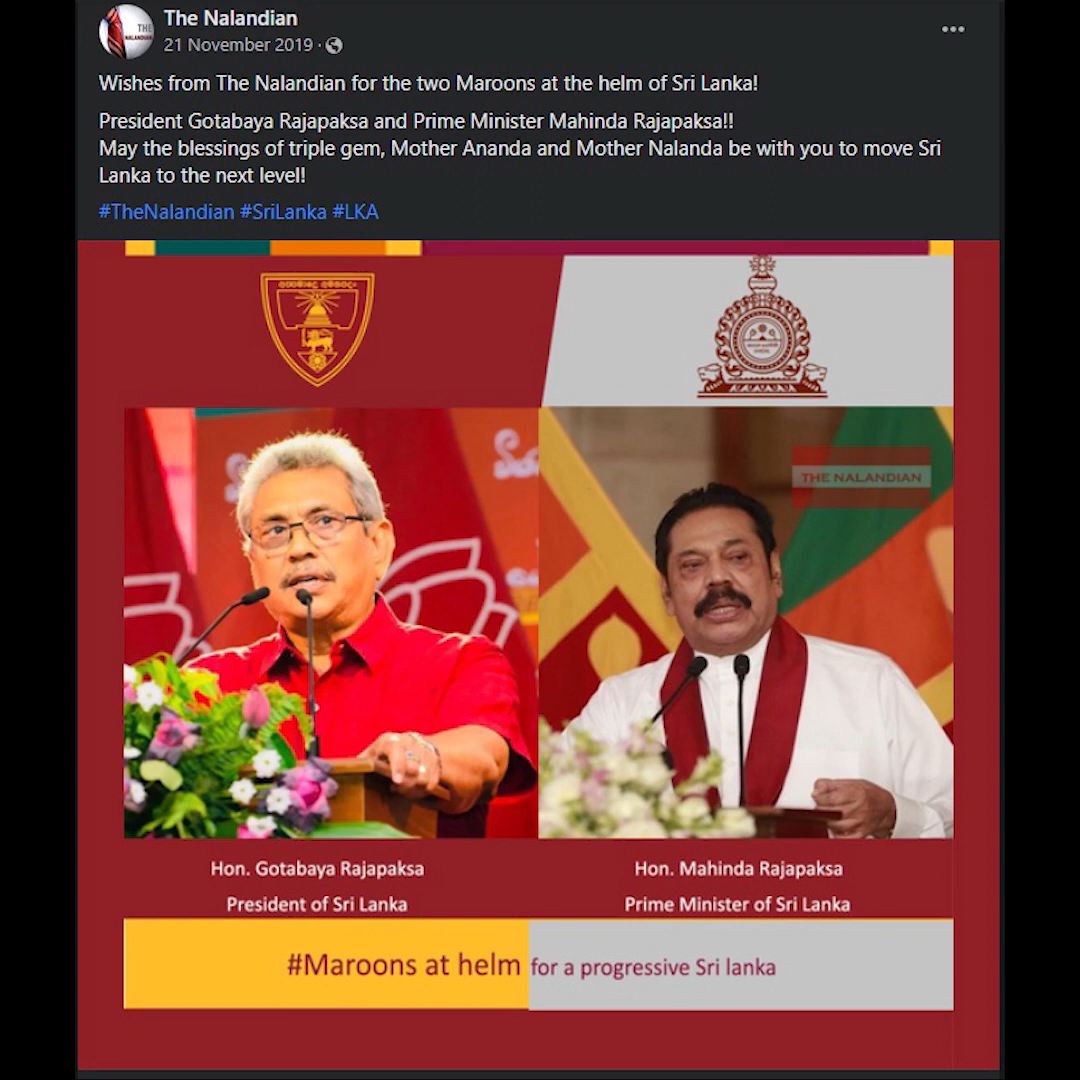 The Nalandian
21 November 2019 ·
Wishes from The Nalandian for the two Maroons at the helm of Sri Lanka!
President Gotabaya Rajapaksa and Prime Minister Mahinda Rajapaksa!!
May the blessings of triple gem, Mother Ananda and Mother Nalanda be with you to move Sri
Lanka to the next level!
#TheNalandian #SriLanka #LKA
THE NALANDIAN
Hon. Gotabaya Rajapaksa
President of Sri Lanka
Hon. Mahinda Rajapaksa
Prime Minister of Sri Lanka
#Maroons at helm for a progressive Sri lanka